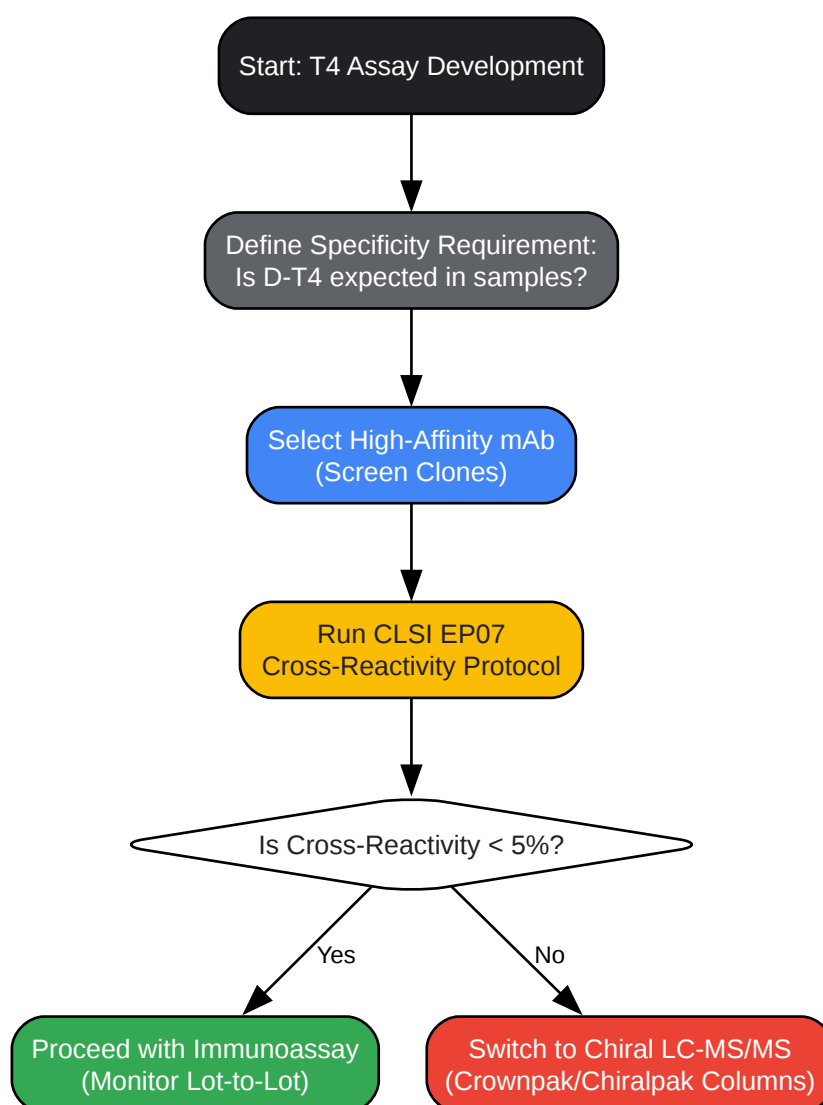 Start: T4 Assay Development
Define Specificity Requirement:
Is D-T4 expected in samples?
Select High-Affinity mAb
(Screen Clones)
Run CLSI EP07
Cross-Reactivity Protocol
Is Cross-Reactivity < 5%?
Yes
No
Proceed with Immunoassay
(Monitor Lot-to-Lot)
Switch to Chiral LC-MS/MS
(Crownpak/Chiralpak Columns)